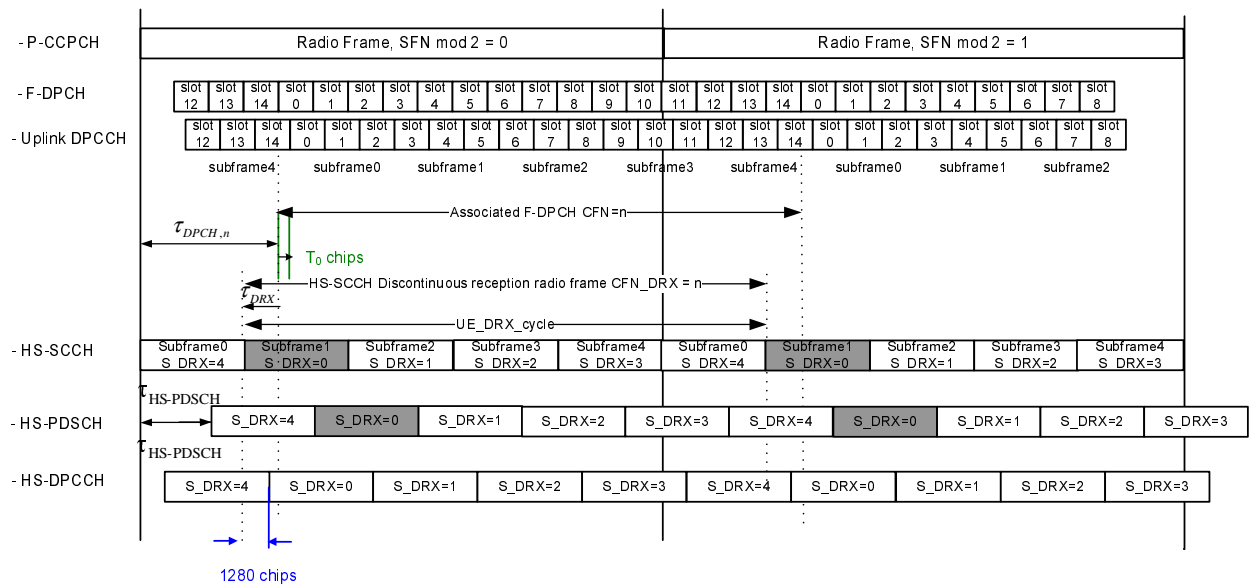 - P-CCPCH
Radio Frame, SFN mod 2 = 0
Radio Frame, SFN mod 2 = 1
- F-DPCH
slot 12 slot 13 slot 14 slot 0 slot 1 slot 2 slot 3 slot 4 slot 5 slot 6 slot 7 slot 8 slot 9 slot 10 slot 11 slot 12 slot 13 slot 14 slot 0 slot 1 slot 2 slot 3 slot 4 slot 5 slot 6 slot 7 slot 8
- Uplink DPCCH
slot 12 slot 13 slot 14 slot 0 slot 1 slot 2 slot 3 slot 4 slot 5 slot 6 slot 7 slot 8 slot 9 slot 10 slot 11 slot 12 slot 13 slot 14 slot 0 slot 1 slot 2 slot 3 slot 4 slot 5 slot 6 slot 7 slot 8
subframe4 subframe0 subframe1 subframe2 subframe3 subframe4 subframe0 subframe1 subframe2
Associated F-DPCH CFN=n
τDPCH,n
T0 chips
HS-SCCH Discontinuous reception radio frame CFN_DRX = n
τDRX
UE_DRX_cycle
- HS-SCCH
Subframe0 Subframe1 Subframe2 Subframe3 Subframe4 Subframe0 Subframe1 Subframe2 Subframe3 Subframe4
S_DRX=4 S_DRX=0 S_DRX=1 S_DRX=2 S_DRX=3 S_DRX=4 S_DRX=0 S_DRX=1 S_DRX=2 S_DRX=3
τHS-PDSCH
- HS-PDSCH
S_DRX=4 S_DRX=0 S_DRX=1 S_DRX=2 S_DRX=3 S_DRX=4 S_DRX=0 S_DRX=1 S_DRX=2 S_DRX=3
τHS-PDSCH
- HS-DPCCH
S_DRX=4 S_DRX=0 S_DRX=1 S_DRX=2 S_DRX=3 S_DRX=4 S_DRX=0 S_DRX=1 S_DRX=2 S_DRX=3
1280 chips